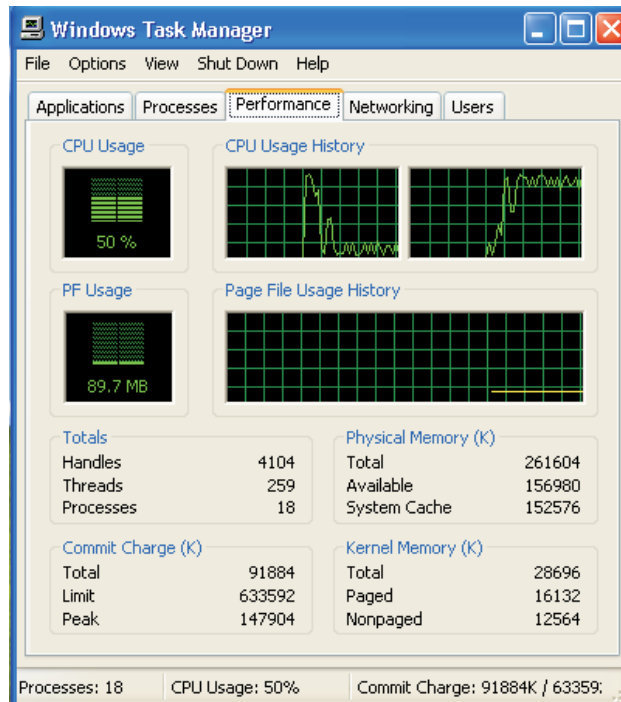 Windows Task Manager
File Options View Shut Down Help
Applications Processes Performance Networking Users
CPU Usage CPU Usage History
50 %
PF Usage Page File Usage History
89.7 MB
Totals Physical Memory (K)
Handles 4104 Total 261604
Threads 259 Available 156980
Processes 18 System Cache 152576
Commit Charge (K) Kernel Memory (K)
Total 91884 Total 28696
Limit 633592 Paged 16132
Peak 147904 Nonpaged 12564
Processes: 18 CPU Usage: 50% Commit Charge: 91884K / 63359